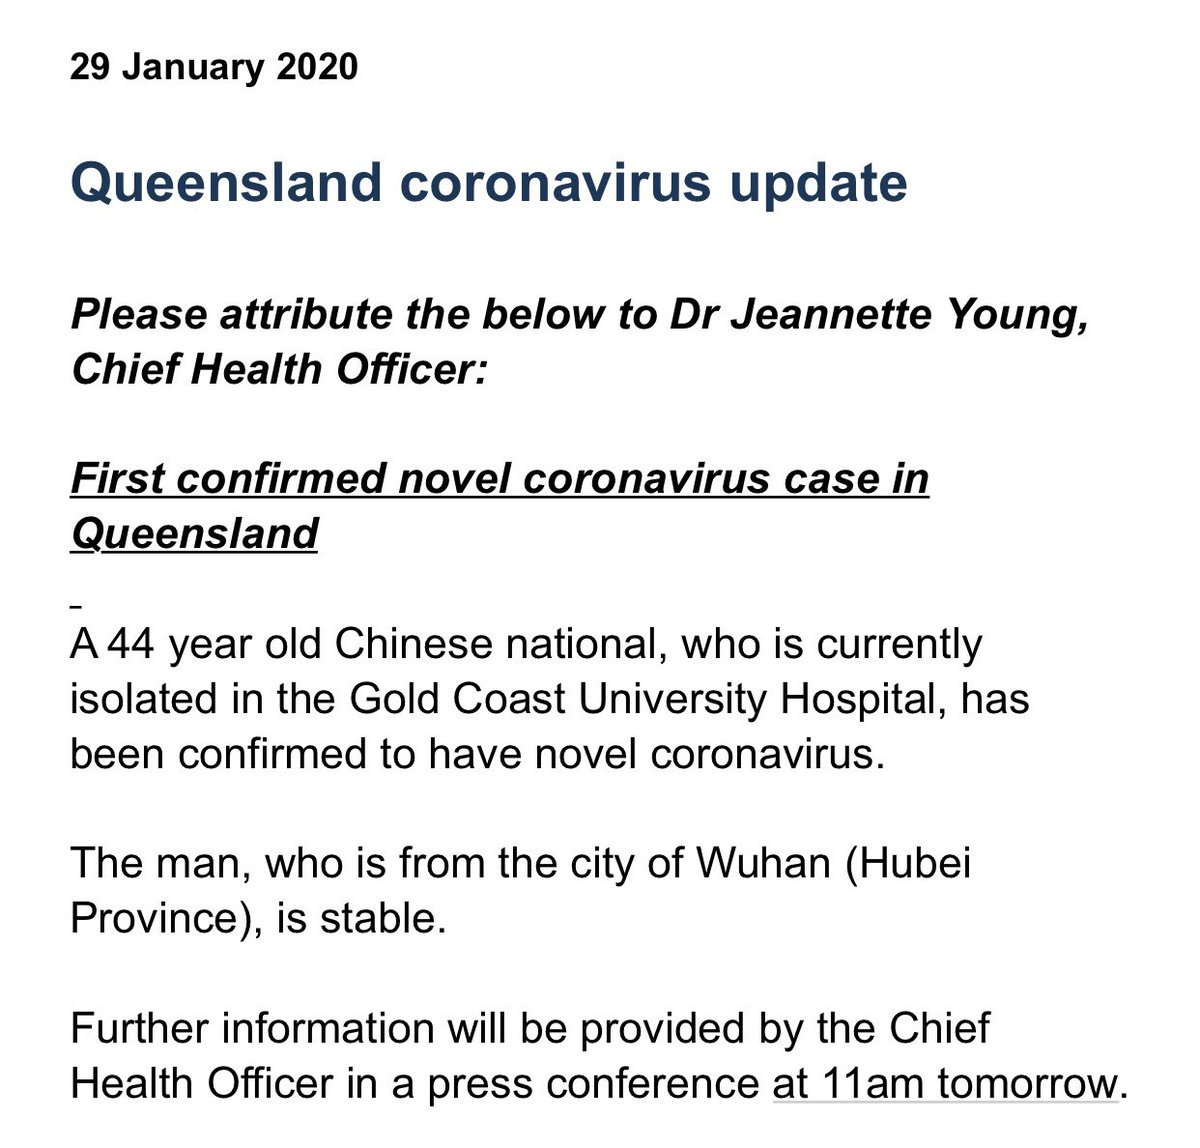 29 January 2020
Queensland coronavirus update
Please attribute the below to Dr Jeannette Young,
Chief Health Officer:
First confirmed novel coronavirus case in
Queensland
A 44 year old Chinese national, who is currently
isolated in the Gold Coast University Hospital, has
been confirmed to have novel coronavirus.
The man, who is from the city of Wuhan (Hubei
Province), is stable.
Further information will be provided by the Chief
Health Officer in a press conference at 11am tomorrow.